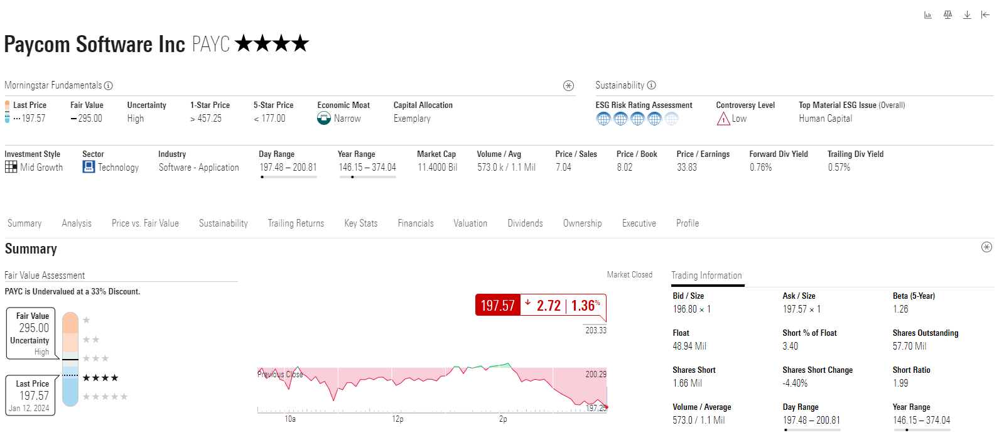 Paycom Software Inc PAYC ★★★★
Morningstar Fundamentals
Last Price Fair Value Uncertainty 1-Star Price 5-Star Price Economic Moat Capital Allocation
197.57 295.00 High > 457.25 < 177.00 Narrow Exemplary
Sustainability
ESG Risk Rating Assessment Controversy Level Top Material ESG Issue (Overall)
1 Low Human Capital
Investment Style Sector Industry Day Range Year Range Market Cap Volume / Avg Price / Sales Price / Book Price / Earnings Forward Div Yield Trailing Div Yield
Mid Growth Technology Software - Application 197.48 – 200.81 146.15 – 374.04 11.4000 Bil 573.0 k / 1.1 Mil 7.04 8.02 33.83 0.76% 0.57%
Summary Analysis Price vs. Fair Value Sustainability Trailing Returns Key Stats Financials Valuation Dividends Ownership Executive Profile
Summary
Fair Value Assessment
PAYC is Undervalued at a 33% Discount.
Fair Value
295.00
Uncertainty
High
Last Price
197.57
Jan 12, 2024
Market Closed
197.57 2.72 | 1.36%
203.33
Previous Close
200.29
197.25
10a 12p 2p
Trading Information
Bid / Size Ask / Size Beta (5-Year)
196.80 × 1 197.57 × 1 1.26
Float Short % of Float Shares Outstanding
48.94 Mil 3.40 57.70 Mil
Shares Short Shares Short Change Short Ratio
1.66 Mil -4.40% 1.99
Volume / Average Day Range Year Range
573.0 / 1.1 Mil 197.48 – 200.81 146.15 – 374.04